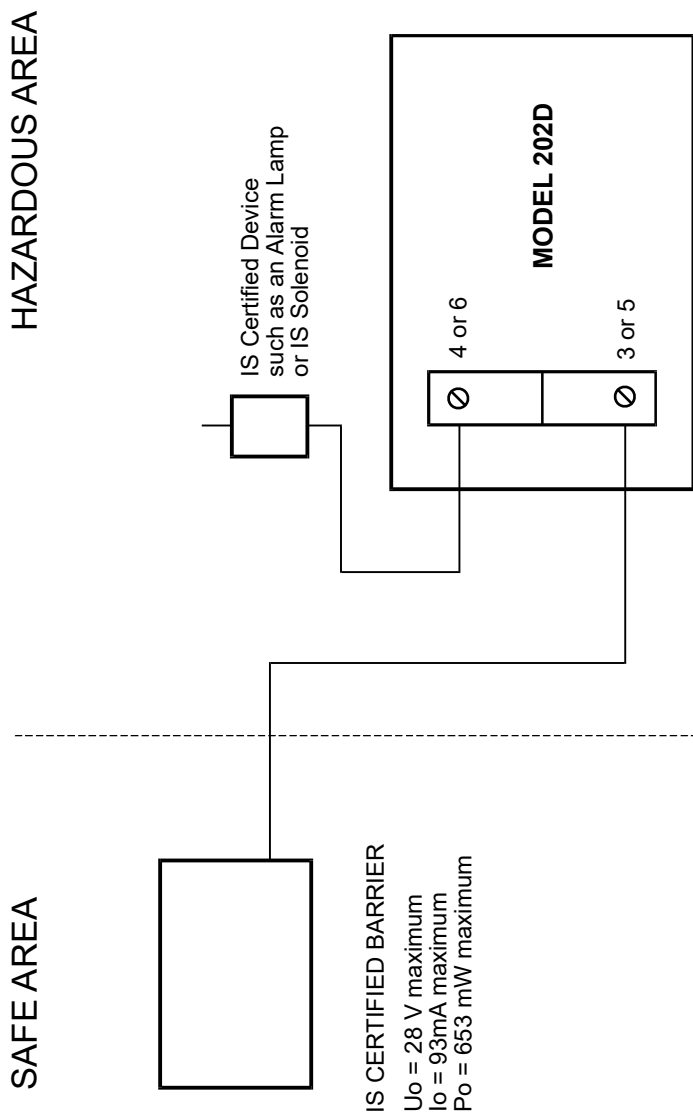 SAFE AREA
HAZARDOUS AREA
IS Certified Device
such as an Alarm Lamp
or IS Solenoid
4 or 6
3 or 5
MODEL 202D
IS CERTIFIED BARRIER
Uo = 28 V maximum
Io = 93mA maximum
Po = 653 mW maximum